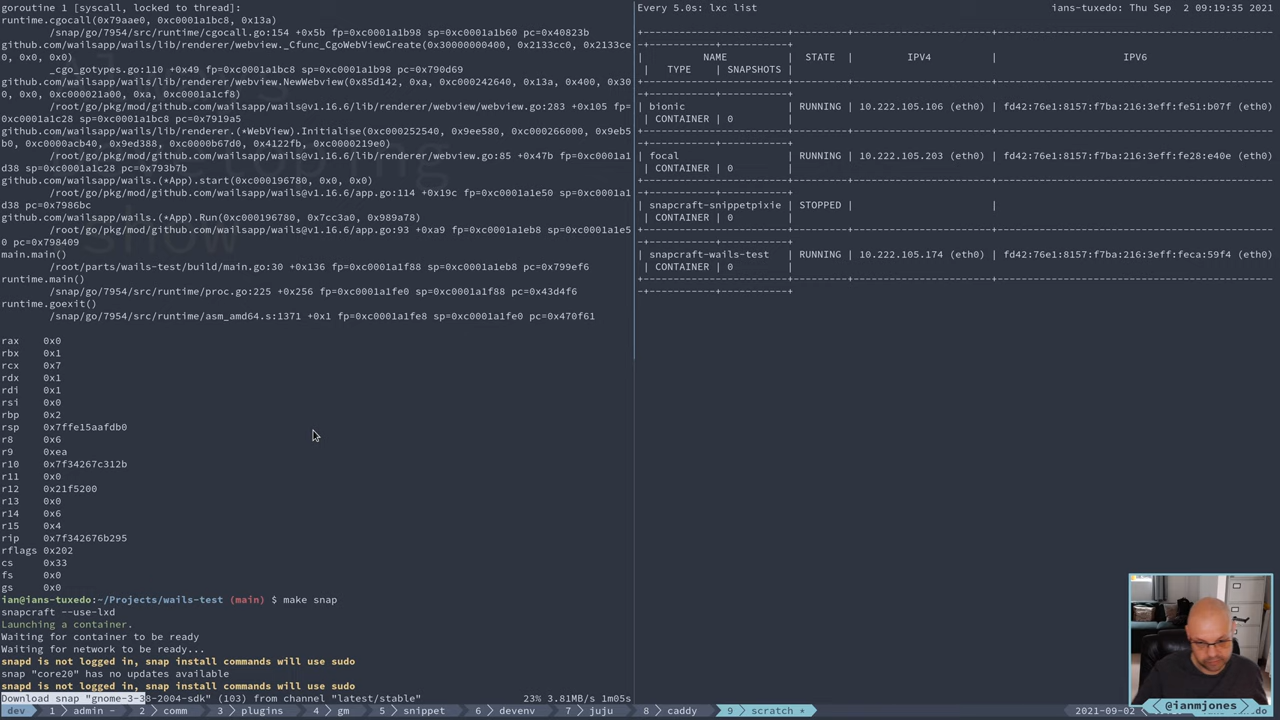 goroutine 1 [syscall, locked to thread]:
runtime.cgocall(0x79aae0, 0xc0001a1bc8, 0x13a)
/snap/go/7954/src/runtime/cgocall.go:154 +0x5b fp=0xc0001a1b98 sp=0xc0001a1b60 pc=0x40823b
github.com/wailsapp/wails/lib/renderer/webview._Cfunc_CgoWebViewCreate(0x30000000400, 0x2133cc0, 0x2133ce
0, 0x0, 0x0)
_cgo_gotypes.go:110 +0x49 fp=0xc0001a1bc8 sp=0xc0001a1b98 pc=0x790d69
github.com/wailsapp/wails/lib/renderer/webview.NewWebview(0x85d142, 0xa, 0xc000242640, 0x13a, 0x400, 0x30
0, 0x0, 0xc000021a00, 0xa, 0xc0001a1cf8)
/root/go/pkg/mod/github.com/wailsapp/wails@v1.16.6/lib/renderer/webview/webview.go:283 +0x105 fp=
0xc0001a1c28 sp=0xc0001a1bc8 pc=0x7919a5
github.com/wailsapp/wails/lib/renderer.(*WebView).Initialise(0xc000252540, 0x9ee580, 0xc000266000, 0x9eb5
b0, 0xc0000acb40, 0x9ed388, 0xc0000b67d0, 0x4122fb, 0xc0000219e0)
/root/go/pkg/mod/github.com/wailsapp/wails@v1.16.6/lib/renderer/webview.go:85 +0x47b fp=0xc0001a1
d38 sp=0xc0001a1c28 pc=0x793b7b
github.com/wailsapp/wails.(*App).start(0xc000196780, 0x0, 0x0)
/root/go/pkg/mod/github.com/wailsapp/wails@v1.16.6/app.go:114 +0x19c fp=0xc0001a1e50 sp=0xc0001a1
d38 pc=0x7986bc
github.com/wailsapp/wails.(*App).Run(0xc000196780, 0x7cc3a0, 0x989a78)
/root/go/pkg/mod/github.com/wailsapp/wails@v1.16.6/app.go:93 +0xa9 fp=0xc0001a1eb8 sp=0xc0001a1e5
0 pc=0x798409
main.main()
/root/parts/wails-test/build/main.go:30 +0x136 fp=0xc0001a1f88 sp=0xc0001a1eb8 pc=0x799ef6
runtime.main()
/snap/go/7954/src/runtime/proc.go:225 +0x256 fp=0xc0001a1fe0 sp=0xc0001a1f88 pc=0x43d4f6
runtime.goexit()
/snap/go/7954/src/runtime/asm_amd64.s:1371 +0x1 fp=0xc0001a1fe8 sp=0xc0001a1fe0 pc=0x470f61
rax 0x0
rbx 0x1
rcx 0x7
rdx 0x1
rdi 0x1
rsi 0x0
rbp 0x2
rsp 0x7ffe15aafdb0
r8 0x6
r9 0xea
r10 0x7f34267c312b
r11 0x0
r12 0x21f5200
r13 0x0
r14 0x6
r15 0x4
rip 0x7f342676b295
rflags 0x202
cs 0x33
fs 0x0
gs 0x0
ian@ians-tuxedo:~/Projects/wails-test (main) $ make snap
snapcraft --use-lxd
Launching a container.
Waiting for container to be ready
Waiting for network to be ready...
snapd is not logged in, snap install commands will use sudo
snap "core20" has no updates available
snapd is not logged in, snap install commands will use sudo
Download snap "gnome-3-38-2004-sdk" (103) from channel "latest/stable" 23% 3.81MB/s 1m05s
Every 5.0s: lxc list ians-tuxedo: Thu Sep 2 09:19:35 2021
| NAME | STATE | IPV4 | IPV6
| TYPE | SNAPSHOTS |
| bionic | RUNNING | 10.222.105.106 (eth0) | fd42:76e1:8157:f7ba:216:3eff:fe51:b07f (eth0)
| CONTAINER | 0 |
| focal | RUNNING | 10.222.105.203 (eth0) | fd42:76e1:8157:f7ba:216:3eff:fe28:e40e (eth0)
| CONTAINER | 0 |
| snapcraft-snippetpixie | STOPPED | |
| CONTAINER | 0 |
| snapcraft-wails-test | RUNNING | 10.222.105.174 (eth0) | fd42:76e1:8157:f7ba:216:3eff:feca:59f4 (eth0)
| CONTAINER | 0 |
dev 1 admin - 2 comm 3 plugins 4 gm 5 snippet 6 devenv 7 juju 8 caddy 9 scratch * 2021-09-02
@ianmjones